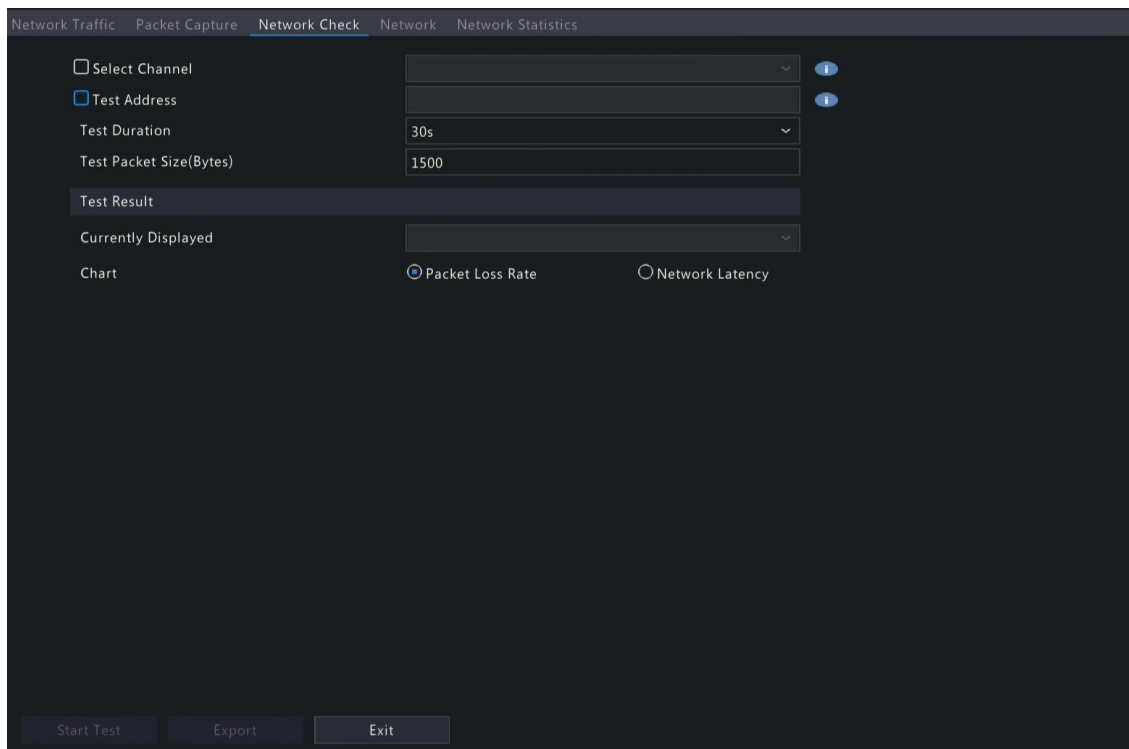 Network Traffic Packet Capture Network Check Network Network Statistics
Select Channel
Test Address
Test Duration 30s
Test Packet Size(Bytes) 1500
Test Result
Currently Displayed
Chart Packet Loss Rate Network Latency
Start Test Export Exit